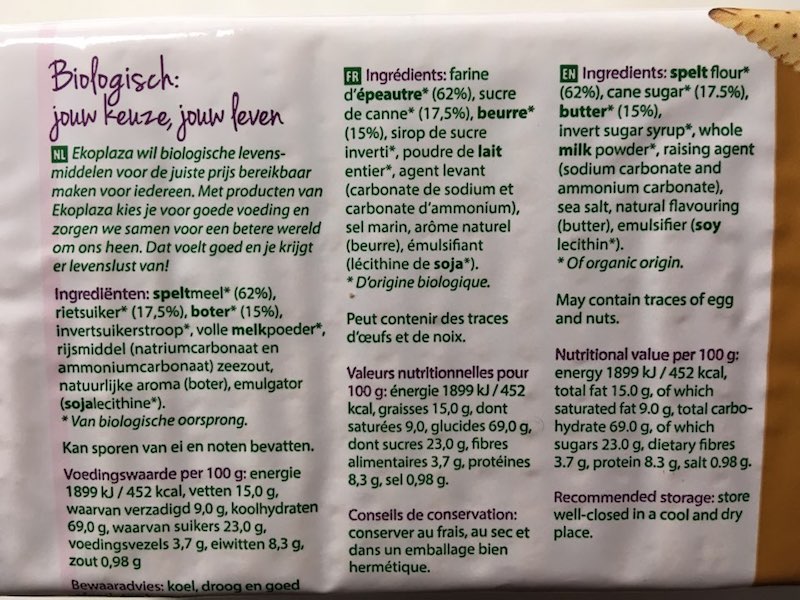 Biologisch:
jouw keuze, jouw leven
NL Ekoplaza wil biologische levens-
middelen voor de juiste prijs bereikbaar
maken voor iedereen. Met producten van
Ekoplaza kies je voor goede voeding en
zorgen we samen voor een betere wereld
om ons heen. Dat voelt goed en je krijgt
er levenslust van!
Ingrediënten: speltmeel* (62%),
rietsuiker* (17,5%), boter* (15%),
invertsuikerstroop*, volle melkpoeder*,
rijsmiddel (natriumcarbonaat en
ammoniumcarbonaat) zeezout,
natuurlijke aroma (boter), emulgator
(sojalecithine*).
* Van biologische oorsprong.
Kan sporen van ei en noten bevatten.
Voedingswaarde per 100 g: energie
1899 kJ / 452 kcal, vetten 15,0 g,
waarvan verzadigd 9,0 g, koolhydraten
69,0 g, waarvan suikers 23,0 g,
voedingsvezels 3,7 g, eiwitten 8,3 g,
zout 0,98 g
Bewaaradvies: koel, droog en goed
FR Ingrédients: farine
d'épeautre* (62%), sucre
de canne* (17,5%), beurre*
(15%), sirop de sucre
inverti*, poudre de lait
entier*, agent levant
(carbonate de sodium et
carbonate d'ammonium),
sel marin, arôme naturel
(beurre), émulsifiant
(lécithine de soja*).
* D'origine biologique.
Peut contenir des traces
d'œufs et de noix.
Valeurs nutritionnelles pour
100 g: énergie 1899 kJ / 452
kcal, graisses 15,0 g, dont
saturées 9,0, glucides 69,0 g,
dont sucres 23,0 g, fibres
alimentaires 3,7 g, protéines
8,3 g, sel 0,98 g.
Conseils de conservation:
conserver au frais, au sec et
dans un emballage bien
hermétique.
EN Ingredients: spelt flour*
(62%), cane sugar* (17.5%),
butter* (15%),
invert sugar syrup*, whole
milk powder*, raising agent
(sodium carbonate and
ammonium carbonate),
sea salt, natural flavouring
(butter), emulsifier (soy
lecithin*).
* Of organic origin.
May contain traces of egg
and nuts.
Nutritional value per 100 g:
energy 1899 kJ / 452 kcal,
total fat 15.0 g, of which
saturated fat 9.0 g, total carbo-
hydrate 69.0 g, of which
sugars 23.0 g, dietary fibres
3.7 g, protein 8.3 g, salt 0.98 g.
Recommended storage: store
well-closed in a cool and dry
place.